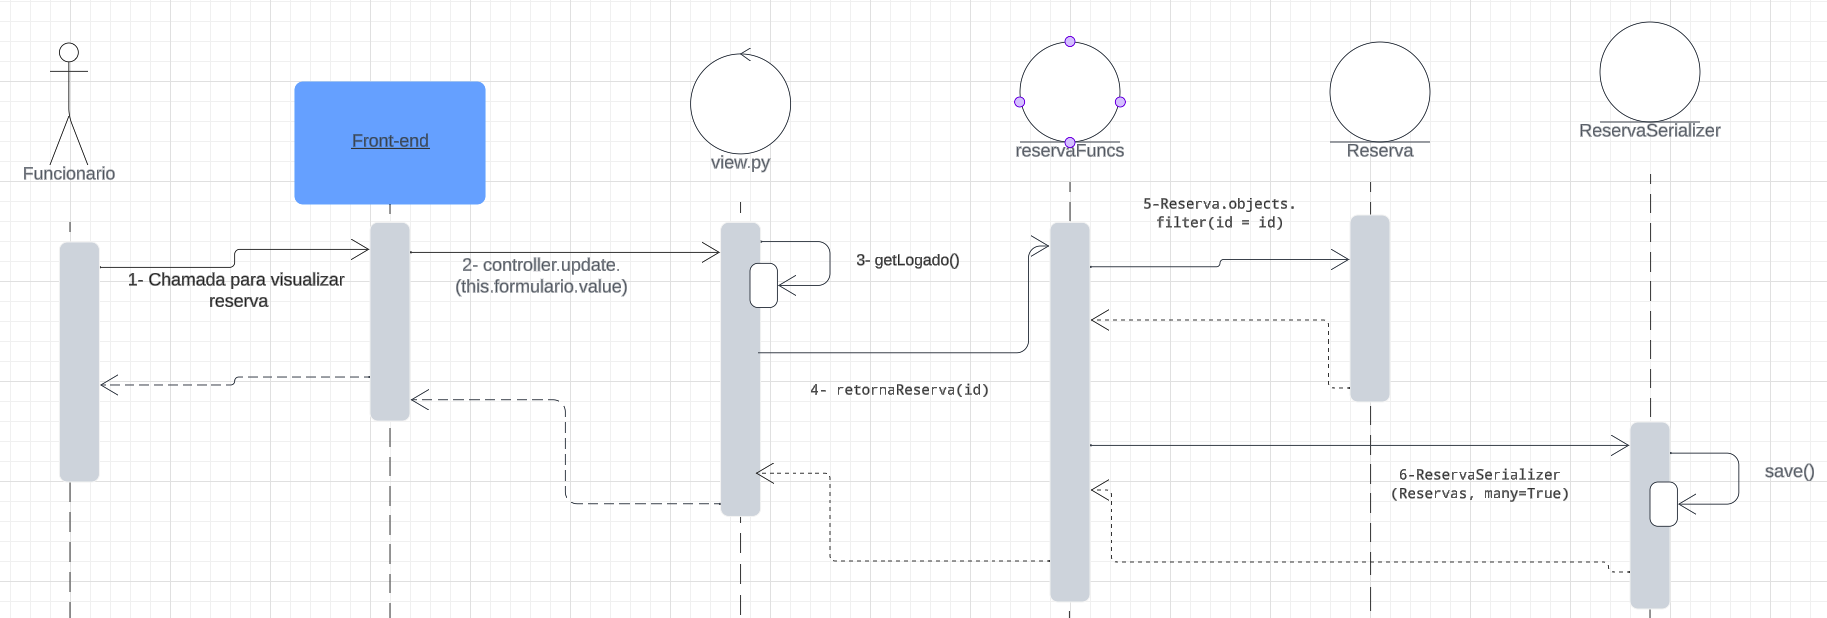 Funcionario
Front-end
view.py
reservaFuncs
Reserva
ReservaSerializer
1- Chamada para visualizar
reserva
2- controller.update.
(this.formulario.value)
3- getLogado()
4- retornaReserva(id)
5-Reserva.objects.
filter(id = id)
6-ReservaSerializer
(Reservas, many=True)
save()